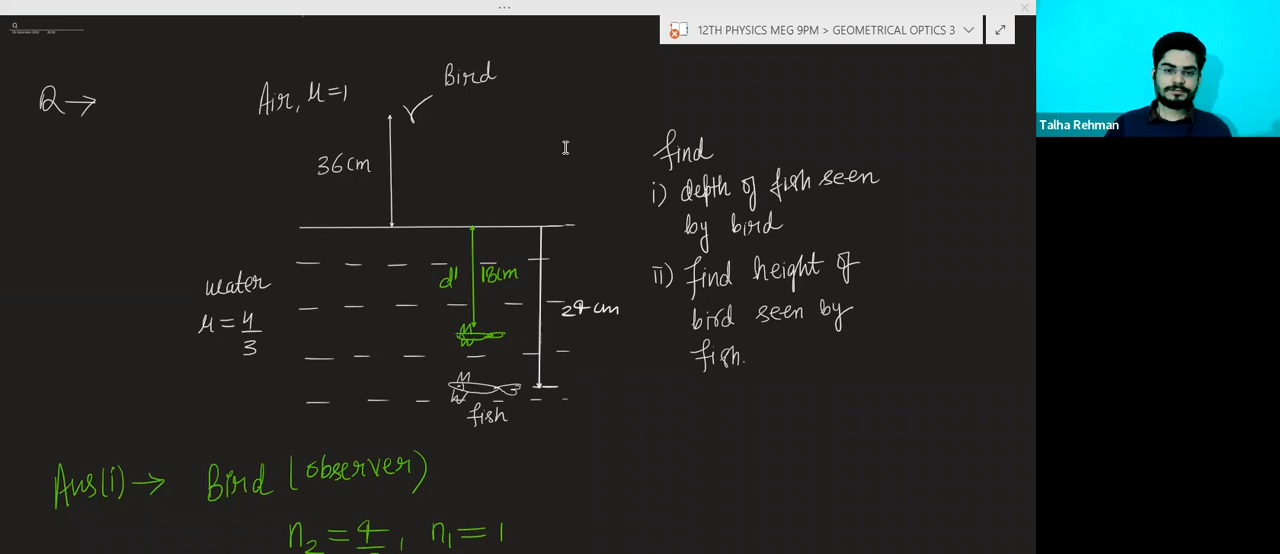 12TH PHYSICS MEG 9PM > GEOMETRICAL OPTICS 3
Talha Rehman
Q →
Air, μ=1
Bird
36cm
water
μ = 4/3
d' 18cm
24 cm
fish
find
i) depth of fish seen
by bird
ii) find height of
bird seen by
fish.
Ans(i) → Bird (observer)
n₂ = 4/3, n₁ = 1